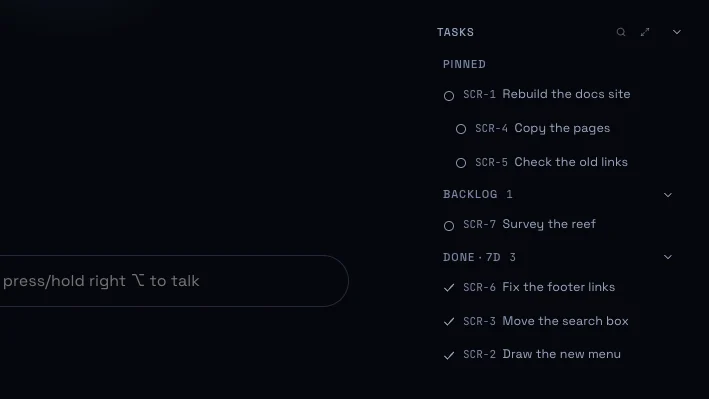 TASKS
PINNED
SCR-1 Rebuild the docs site
SCR-4 Copy the pages
SCR-5 Check the old links
BACKLOG 1
SCR-7 Survey the reef
DONE · 7D 3
SCR-6 Fix the footer links
SCR-3 Move the search box
SCR-2 Draw the new menu
press/hold right ⌥ to talk